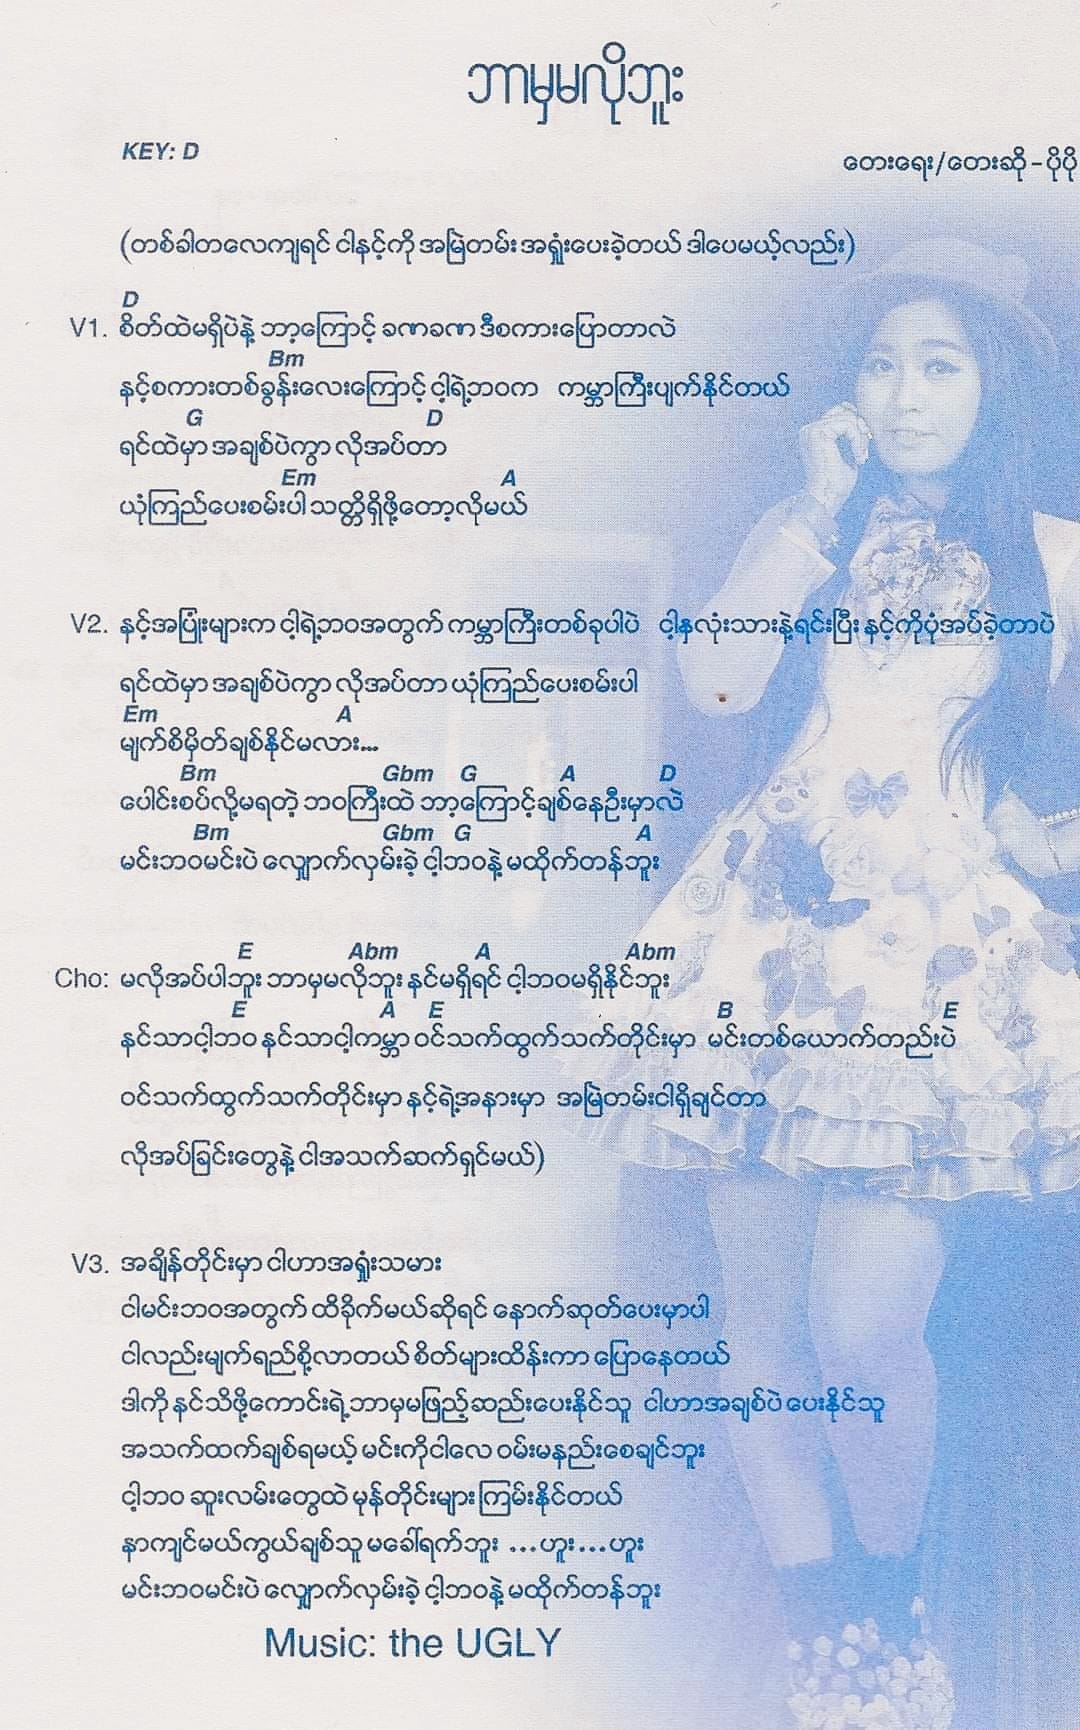 ဘာမှမလိုဘူး
KEY: D
တေးရေး/တေးဆို - ပိုပို
(တစ်ခါတလေကျရင် ငါနင့်ကို အမြဲတမ်း အရှုံးပေးခဲ့တယ် ဒါပေမယ့်လည်း)
D
V1. စိတ်ထဲမရှိပဲနဲ့ ဘာ့ကြောင့် ခဏခဏ ဒီစကားပြောတာလဲ
Bm
နင့်စကားတစ်ခွန်းလေးကြောင့် ငါ့ရဲ့ဘဝက ကမ္ဘာကြီးပျက်နိုင်တယ်
G D
ရင်ထဲမှာ အချစ်ပဲကွာ လိုအပ်တာ
Em A
ယုံကြည်ပေးစမ်းပါ သတ္တိရှိဖို့တော့လိုမယ်
V2. နင့်အပြုံးများက ငါ့ရဲ့ဘဝအတွက် ကမ္ဘာကြီးတစ်ခုပါပဲ ငါ့နှလုံးသားနဲ့ရင်းပြီး နင့်ကိုပုံအပ်ခဲ့တာပဲ
ရင်ထဲမှာ အချစ်ပဲကွာ လိုအပ်တာ ယုံကြည်ပေးစမ်းပါ
Em A
မျက်စိမှိတ်ချစ်နိုင်မလား...
Bm Gbm G A D
ပေါင်းစပ်လို့မရတဲ့ ဘဝကြီးထဲ ဘာ့ကြောင့်ချစ်နေဦးမှာလဲ
Bm Gbm G A
မင်းဘဝမင်းပဲ လျှောက်လှမ်းခဲ့ ငါ့ဘဝနဲ့ မထိုက်တန်ဘူး
E Abm A Abm
Cho: မလိုအပ်ပါဘူး ဘာမှမလိုဘူး နင်မရှိရင် ငါ့ဘဝမရှိနိုင်ဘူး
E A E B E
နင်သာငါ့ဘဝ နင်သာငါ့ကမ္ဘာ ဝင်သက်ထွက်သက်တိုင်းမှာ မင်းတစ်ယောက်တည်းပဲ
ဝင်သက်ထွက်သက်တိုင်းမှာ နင့်ရဲ့အနားမှာ အမြဲတမ်းငါရှိချင်တာ
လိုအပ်ခြင်းတွေနဲ့ ငါအသက်ဆက်ရှင်မယ်)
V3. အချိန်တိုင်းမှာ ငါဟာအရှုံးသမား
ငါမင်းဘဝအတွက် ထိခိုက်မယ်ဆိုရင် နောက်ဆုတ်ပေးမှာပါ
ငါလည်းမျက်ရည်စို့လာတယ် စိတ်များထိန်းကာ ပြောနေတယ်
ဒါကို နင်သိဖို့ကောင်းရဲ့ ဘာမှမဖြည့်ဆည်းပေးနိုင်သူ ငါဟာအချစ်ပဲ ပေးနိုင်သူ
အသက်ထက်ချစ်ရမယ့် မင်းကိုငါလေ ဝမ်းမနည်းစေချင်ဘူး
ငါ့ဘဝ ဆူးလမ်းတွေထဲ မုန်တိုင်းများ ကြမ်းနိုင်တယ်
နာကျင်မယ်ကွယ်ချစ်သူ မခေါ်ရက်ဘူး ...ဟူး...ဟူး
မင်းဘဝမင်းပဲ လျှောက်လှမ်းခဲ့ ငါ့ဘဝနဲ့ မထိုက်တန်ဘူး
Music: the UGLY